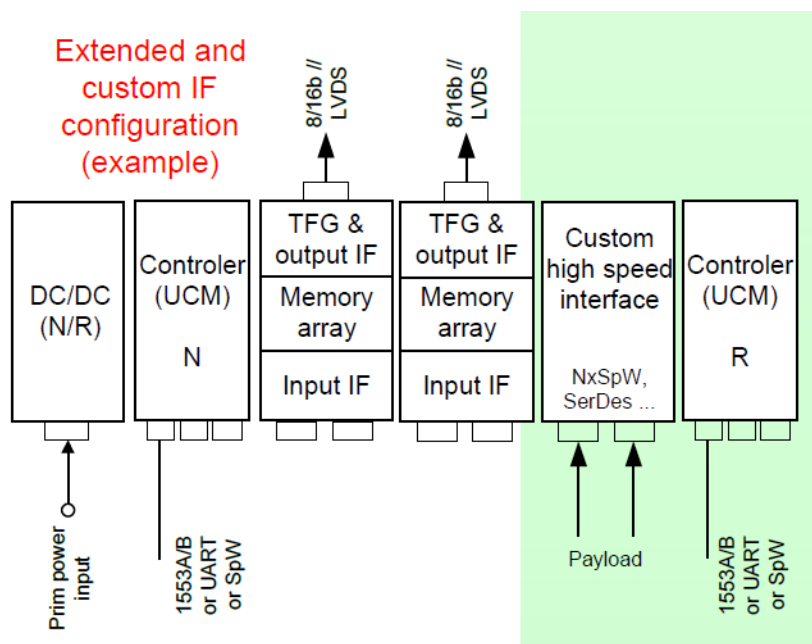 Extended and
custom IF
configuration
(example)
8/16b //
LVDS
8/16b //
LVDS
DC/DC
(N/R)
Controler
(UCM)
N
TFG &
output IF
Memory
array
Input IF
TFG &
output IF
Memory
array
Input IF
Custom
high speed
interface
NxSpW,
SerDes ...
Controler
(UCM)
R
Prim power
input
1553A/B
or UART
or SpW
Payload
1553A/B
or UART
or SpW